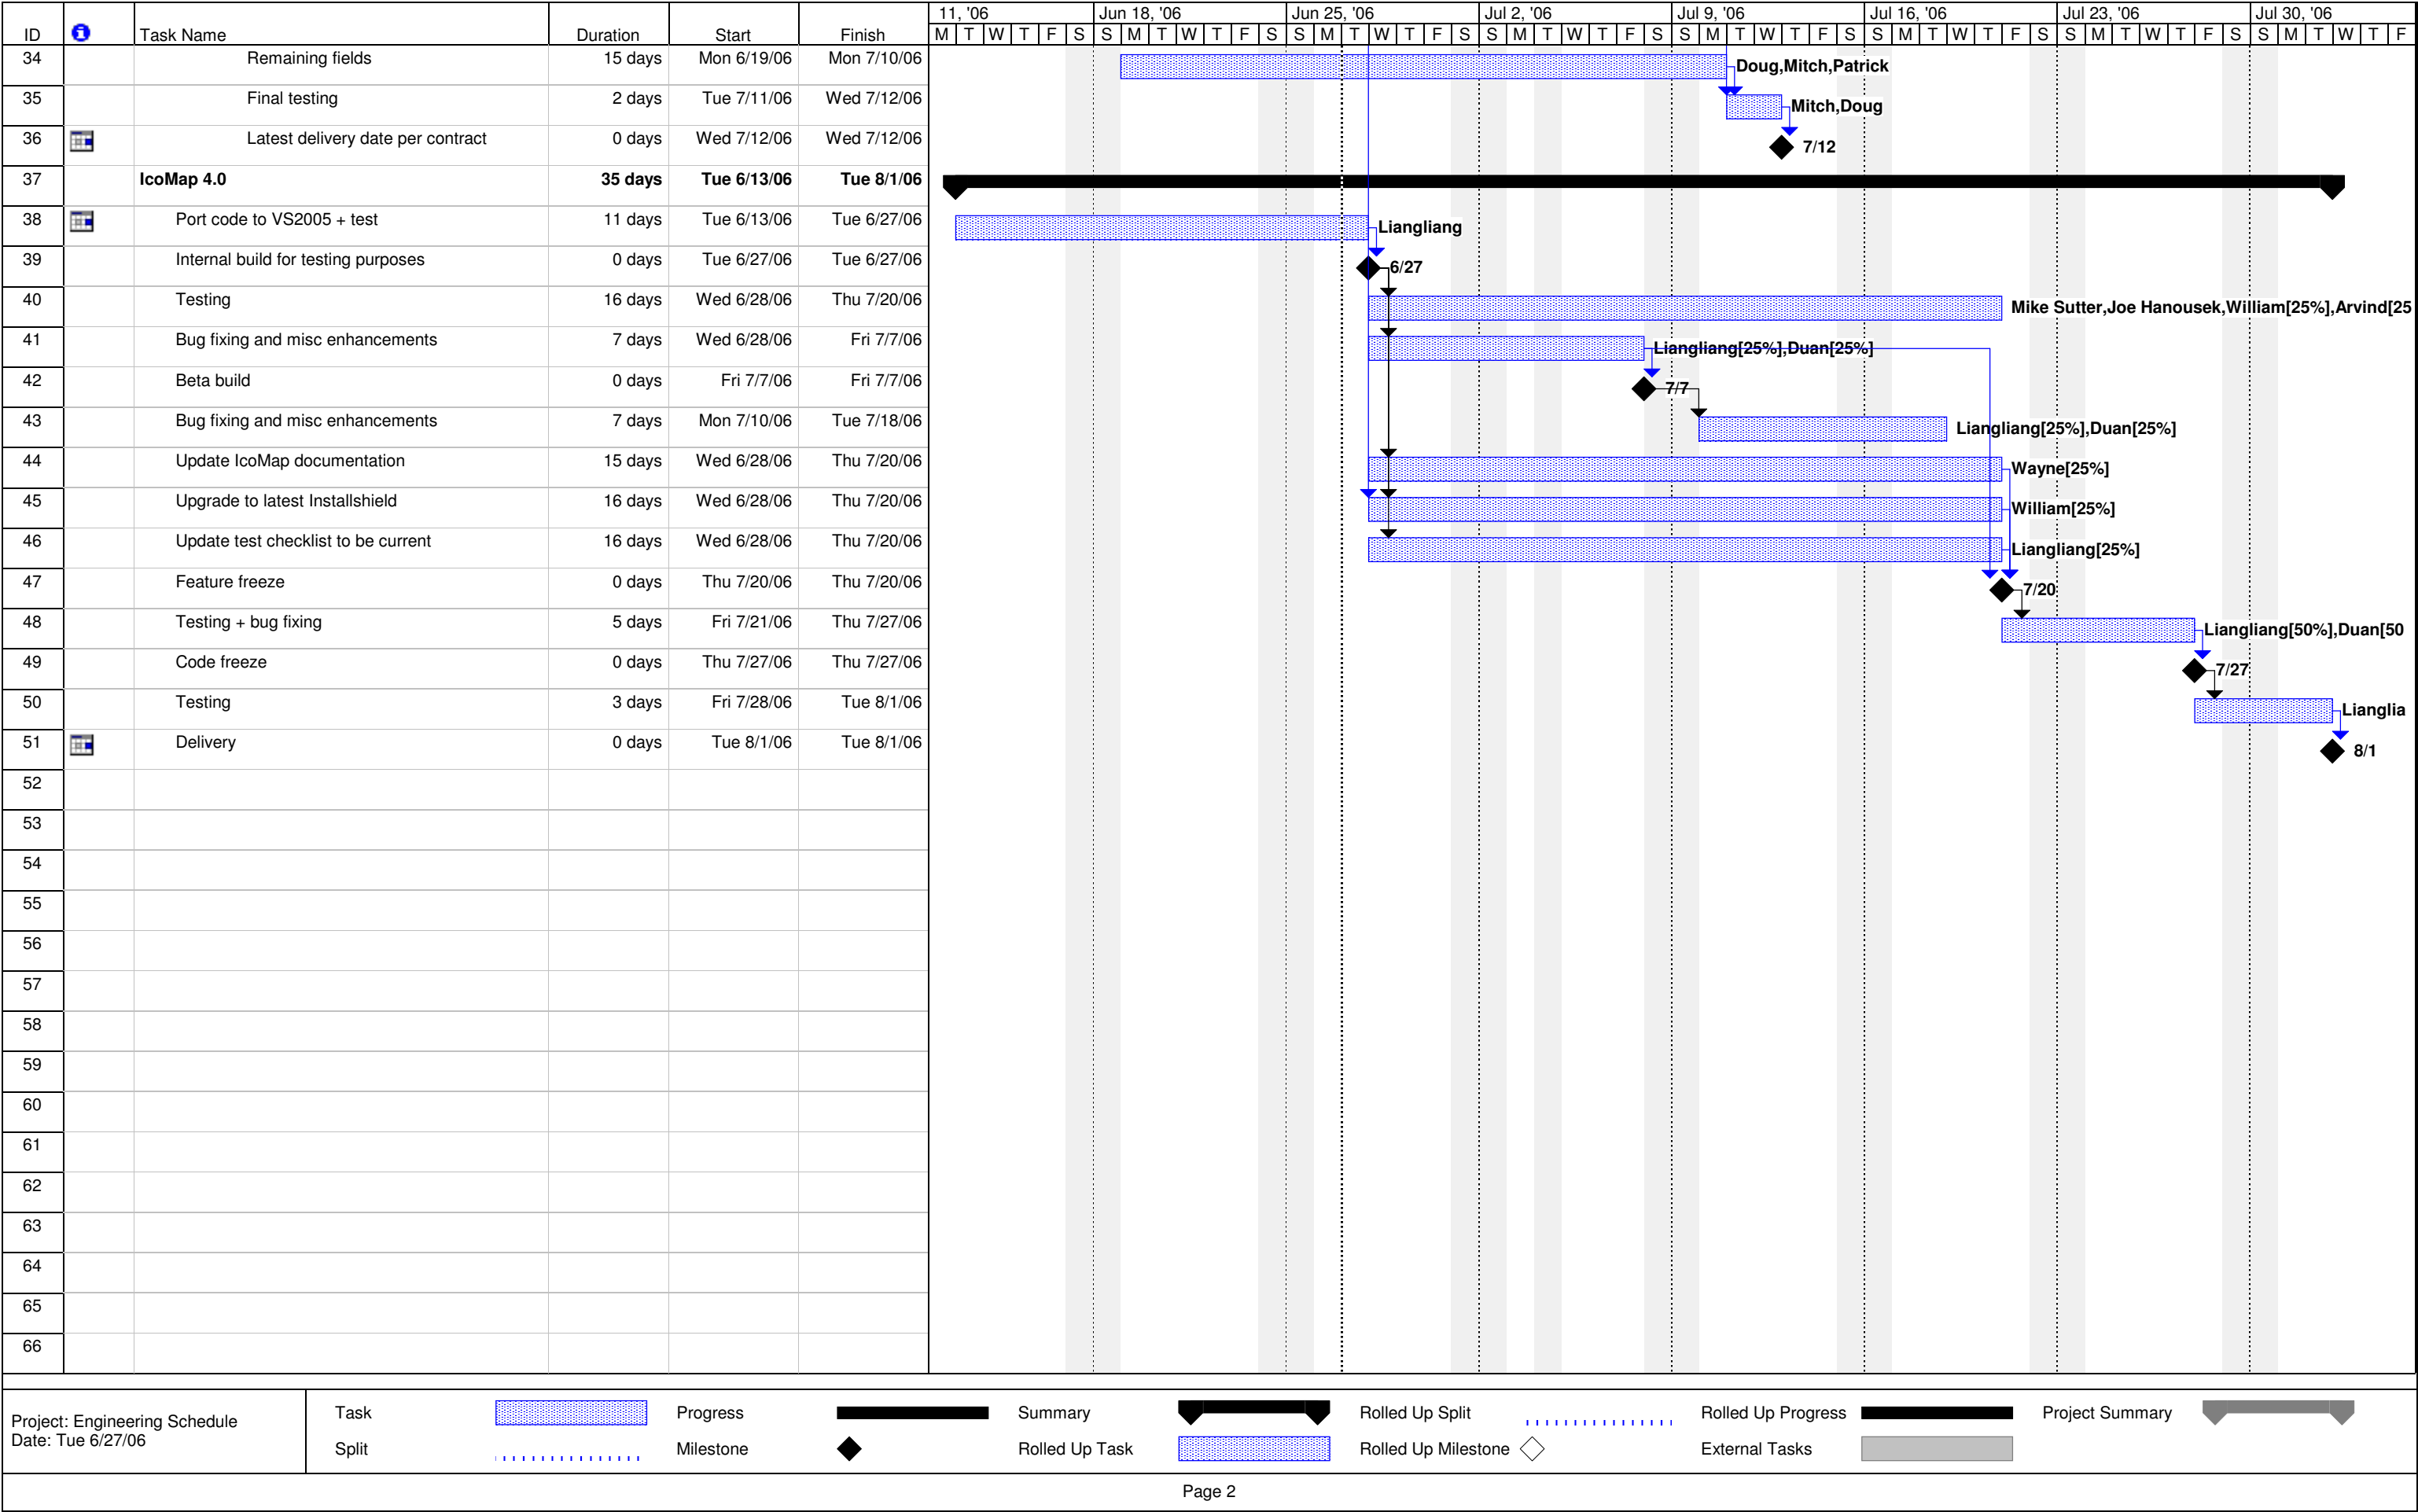 11, '06 Jun 18, '06 Jun 25, '06 Jul 2, '06 Jul 9, '06 Jul 16, '06 Jul 23, '06 Jul 30, '06
ID Task Name Duration Start Finish M T W T F S S M T W T F S S M T W T F S S M T W T F S S M T W T F S S M T W T F S S M T W T F S S M T W T F
34 Remaining fields 15 days Mon 6/19/06 Mon 7/10/06 Doug,Mitch,Patrick
35 Final testing 2 days Tue 7/11/06 Wed 7/12/06 Mitch,Doug
36 Latest delivery date per contract 0 days Wed 7/12/06 Wed 7/12/06 7/12
37 IcoMap 4.0 35 days Tue 6/13/06 Tue 8/1/06
38 Port code to VS2005 + test 11 days Tue 6/13/06 Tue 6/27/06 Liangliang
39 Internal build for testing purposes 0 days Tue 6/27/06 Tue 6/27/06 6/27
40 Testing 16 days Wed 6/28/06 Thu 7/20/06 Mike Sutter,Joe Hanousek,William[25%],Arvind[25
41 Bug fixing and misc enhancements 7 days Wed 6/28/06 Fri 7/7/06 Liangliang[25%],Duan[25%]
42 Beta build 0 days Fri 7/7/06 Fri 7/7/06 7/7
43 Bug fixing and misc enhancements 7 days Mon 7/10/06 Tue 7/18/06 Liangliang[25%],Duan[25%]
44 Update IcoMap documentation 15 days Wed 6/28/06 Thu 7/20/06 Wayne[25%]
45 Upgrade to latest Installshield 16 days Wed 6/28/06 Thu 7/20/06 William[25%]
46 Update test checklist to be current 16 days Wed 6/28/06 Thu 7/20/06 Liangliang[25%]
47 Feature freeze 0 days Thu 7/20/06 Thu 7/20/06 7/20
48 Testing + bug fixing 5 days Fri 7/21/06 Thu 7/27/06 Liangliang[50%],Duan[50
49 Code freeze 0 days Thu 7/27/06 Thu 7/27/06 7/27
50 Testing 3 days Fri 7/28/06 Tue 8/1/06 Lianglia
51 Delivery 0 days Tue 8/1/06 Tue 8/1/06 8/1
52
53
54
55
56
57
58
59
60
61
62
63
64
65
66
Project: Engineering Schedule
Date: Tue 6/27/06
Task Progress Summary Rolled Up Split Rolled Up Progress Project Summary
Split Milestone Rolled Up Task Rolled Up Milestone External Tasks
Page 2